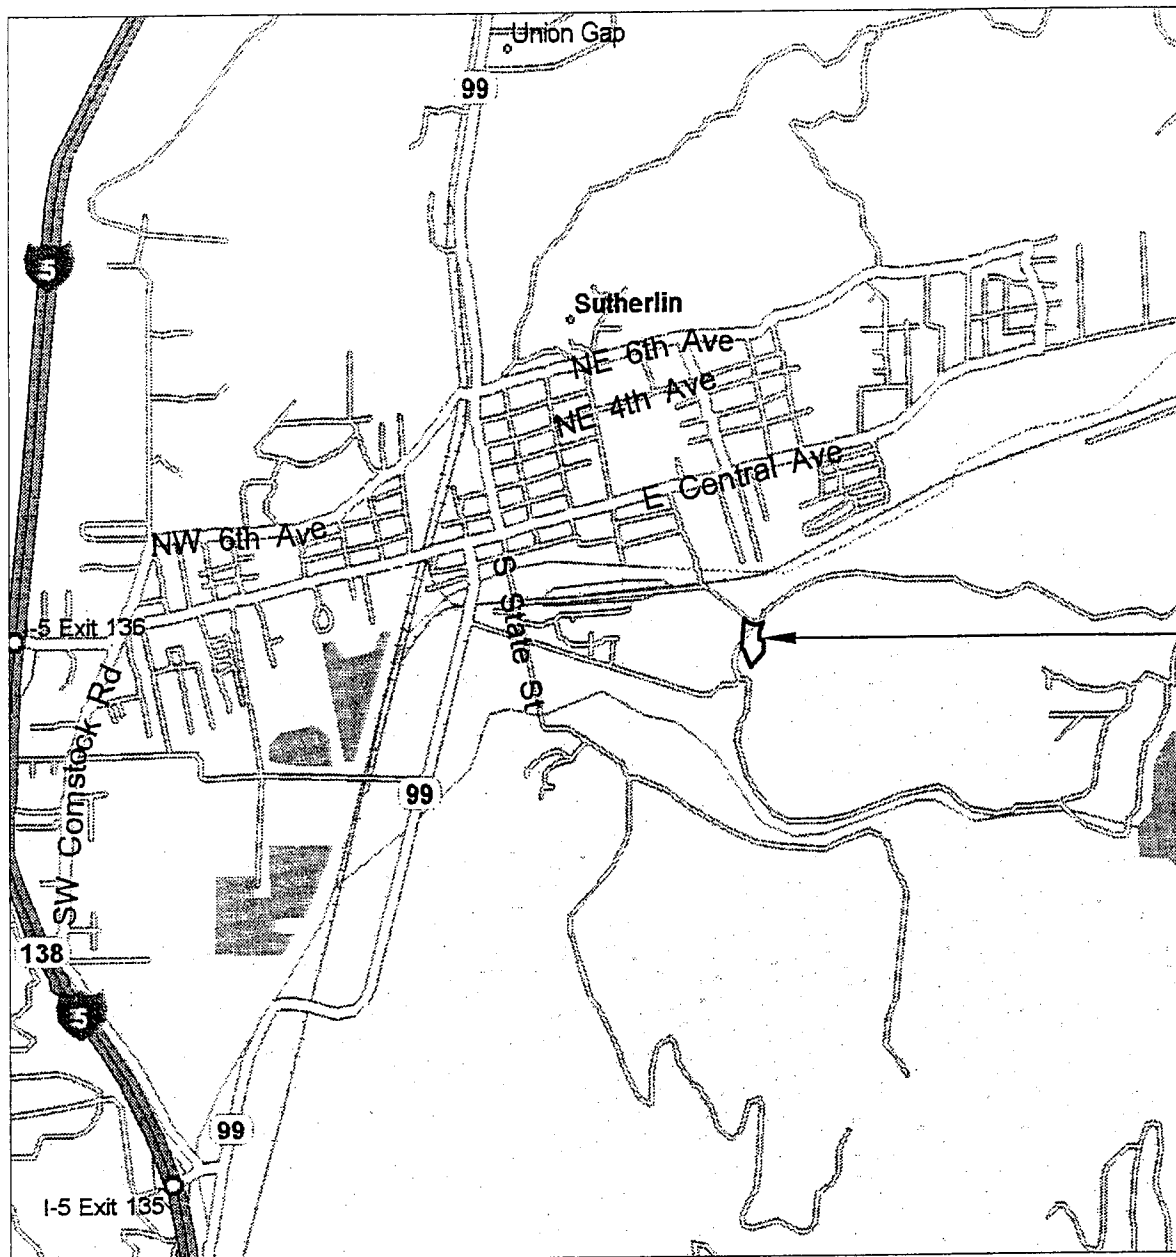 Union Gap
99
5
Sutherlin
NE 6th Ave
NE 4th Ave
E Central Ave
NW 6th Ave
S State St
I-5 Exit 136
SW Comstock Rd
99
138
5
99
I-5 Exit 135